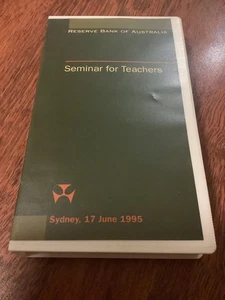 RESERVE BANK OF AUSTRALIA
Seminar for Teachers
Sydney, 17 June 1995